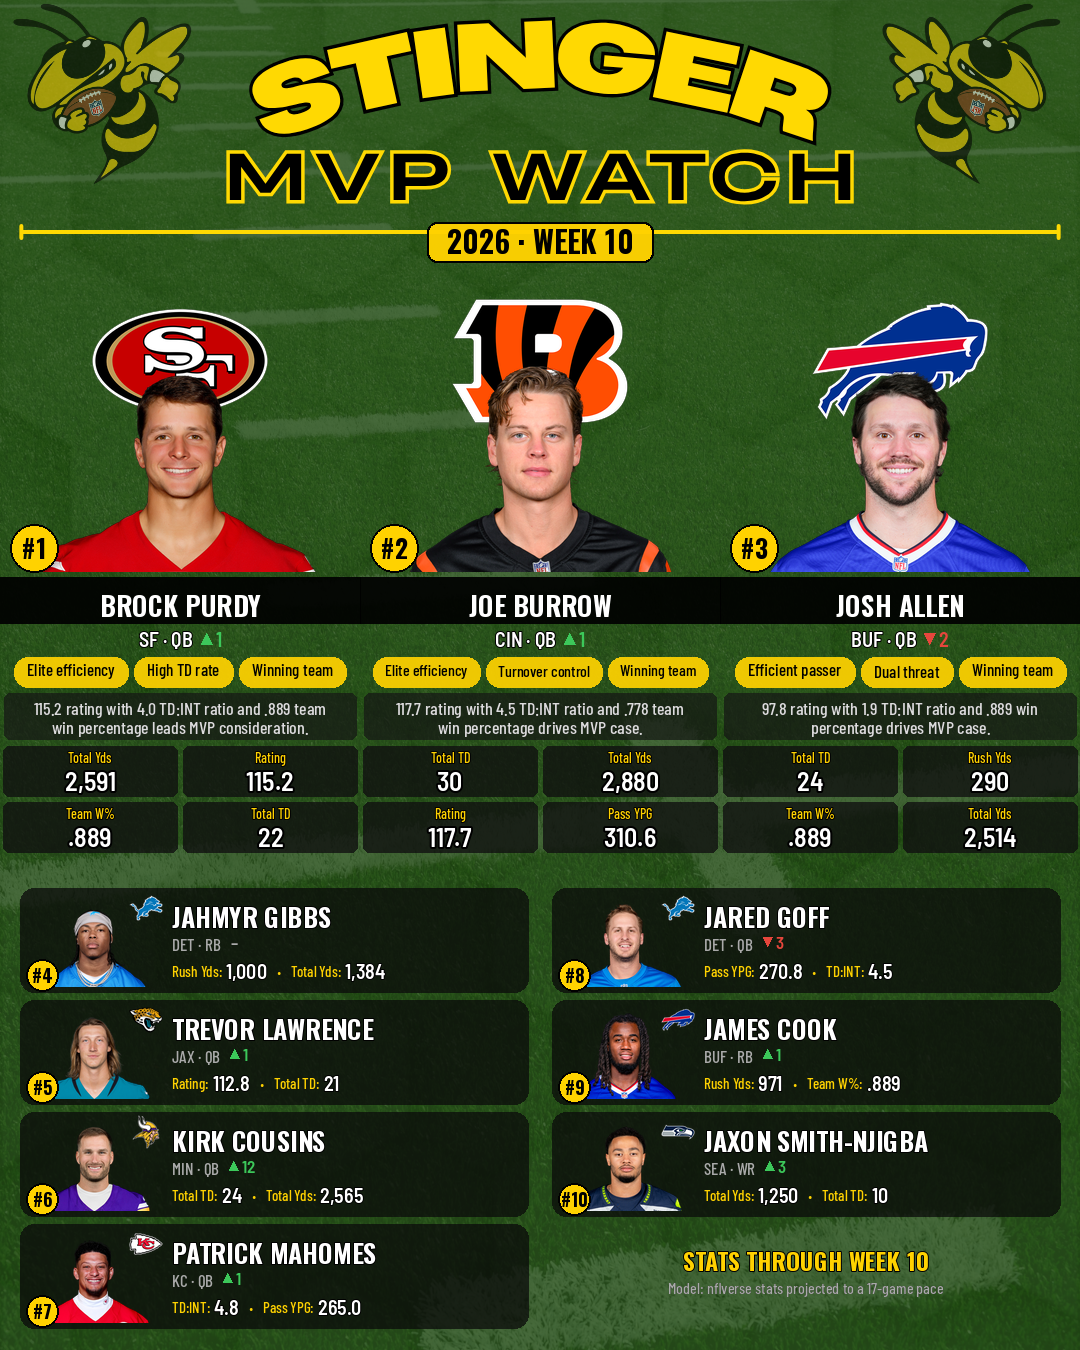 STINGER
MVP WATCH
2026 · WEEK 10
#1
#2
#3
BROCK PURDY
SF · QB ▲1
Elite efficiency
High TD rate
Winning team
115.2 rating with 4.0 TD:INT ratio and .889 team
win percentage leads MVP consideration.
Total Yds
2,591
Rating
115.2
Team W%
.889
Total TD
22
JOE BURROW
CIN · QB ▲1
Elite efficiency
Turnover control
Winning team
117.7 rating with 4.5 TD:INT ratio and .778 team
win percentage drives MVP case.
Total TD
30
Total Yds
2,880
Rating
117.7
Pass YPG
310.6
JOSH ALLEN
BUF · QB ▼2
Efficient passer
Dual threat
Winning team
97.8 rating with 1.9 TD:INT ratio and .889 win
percentage drives MVP case.
Total TD
24
Rush Yds
290
Team W%
.889
Total Yds
2,514
#4
JAHMYR GIBBS
DET · RB –
Rush Yds: 1,000 · Total Yds: 1,384
#5
TREVOR LAWRENCE
JAX · QB ▲1
Rating: 112.8 · Total TD: 21
#6
KIRK COUSINS
MIN · QB ▲12
Total TD: 24 · Total Yds: 2,565
#7
PATRICK MAHOMES
KC · QB ▲1
TD:INT: 4.8 · Pass YPG: 265.0
#8
JARED GOFF
DET · QB ▼3
Pass YPG: 270.8 · TD:INT: 4.5
#9
JAMES COOK
BUF · RB ▲1
Rush Yds: 971 · Team W%: .889
#10
JAXON SMITH-NJIGBA
SEA · WR ▲3
Total Yds: 1,250 · Total TD: 10
STATS THROUGH WEEK 10
Model: nflverse stats projected to a 17-game pace